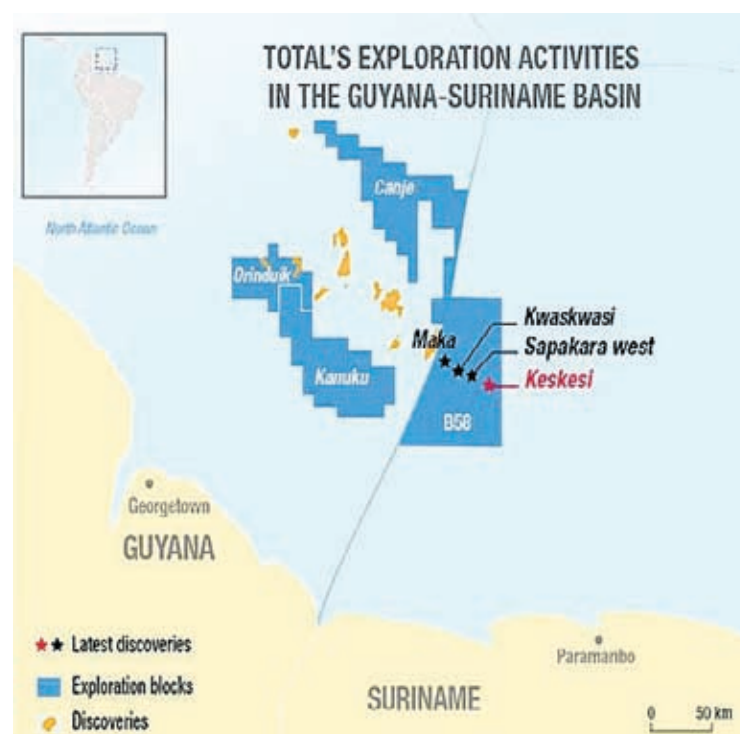 TOTAL'S EXPLORATION ACTIVITIES
IN THE GUYANA-SURINAME BASIN
North Atlantic Ocean
Canje
Orinduik
Kanuku
Maka
Kwaskwasi
Sapakara west
Keskesi
B58
Georgetown
GUYANA
Latest discoveries
Exploration blocks
Discoveries
Paramaribo
SURINAME
0 50 km